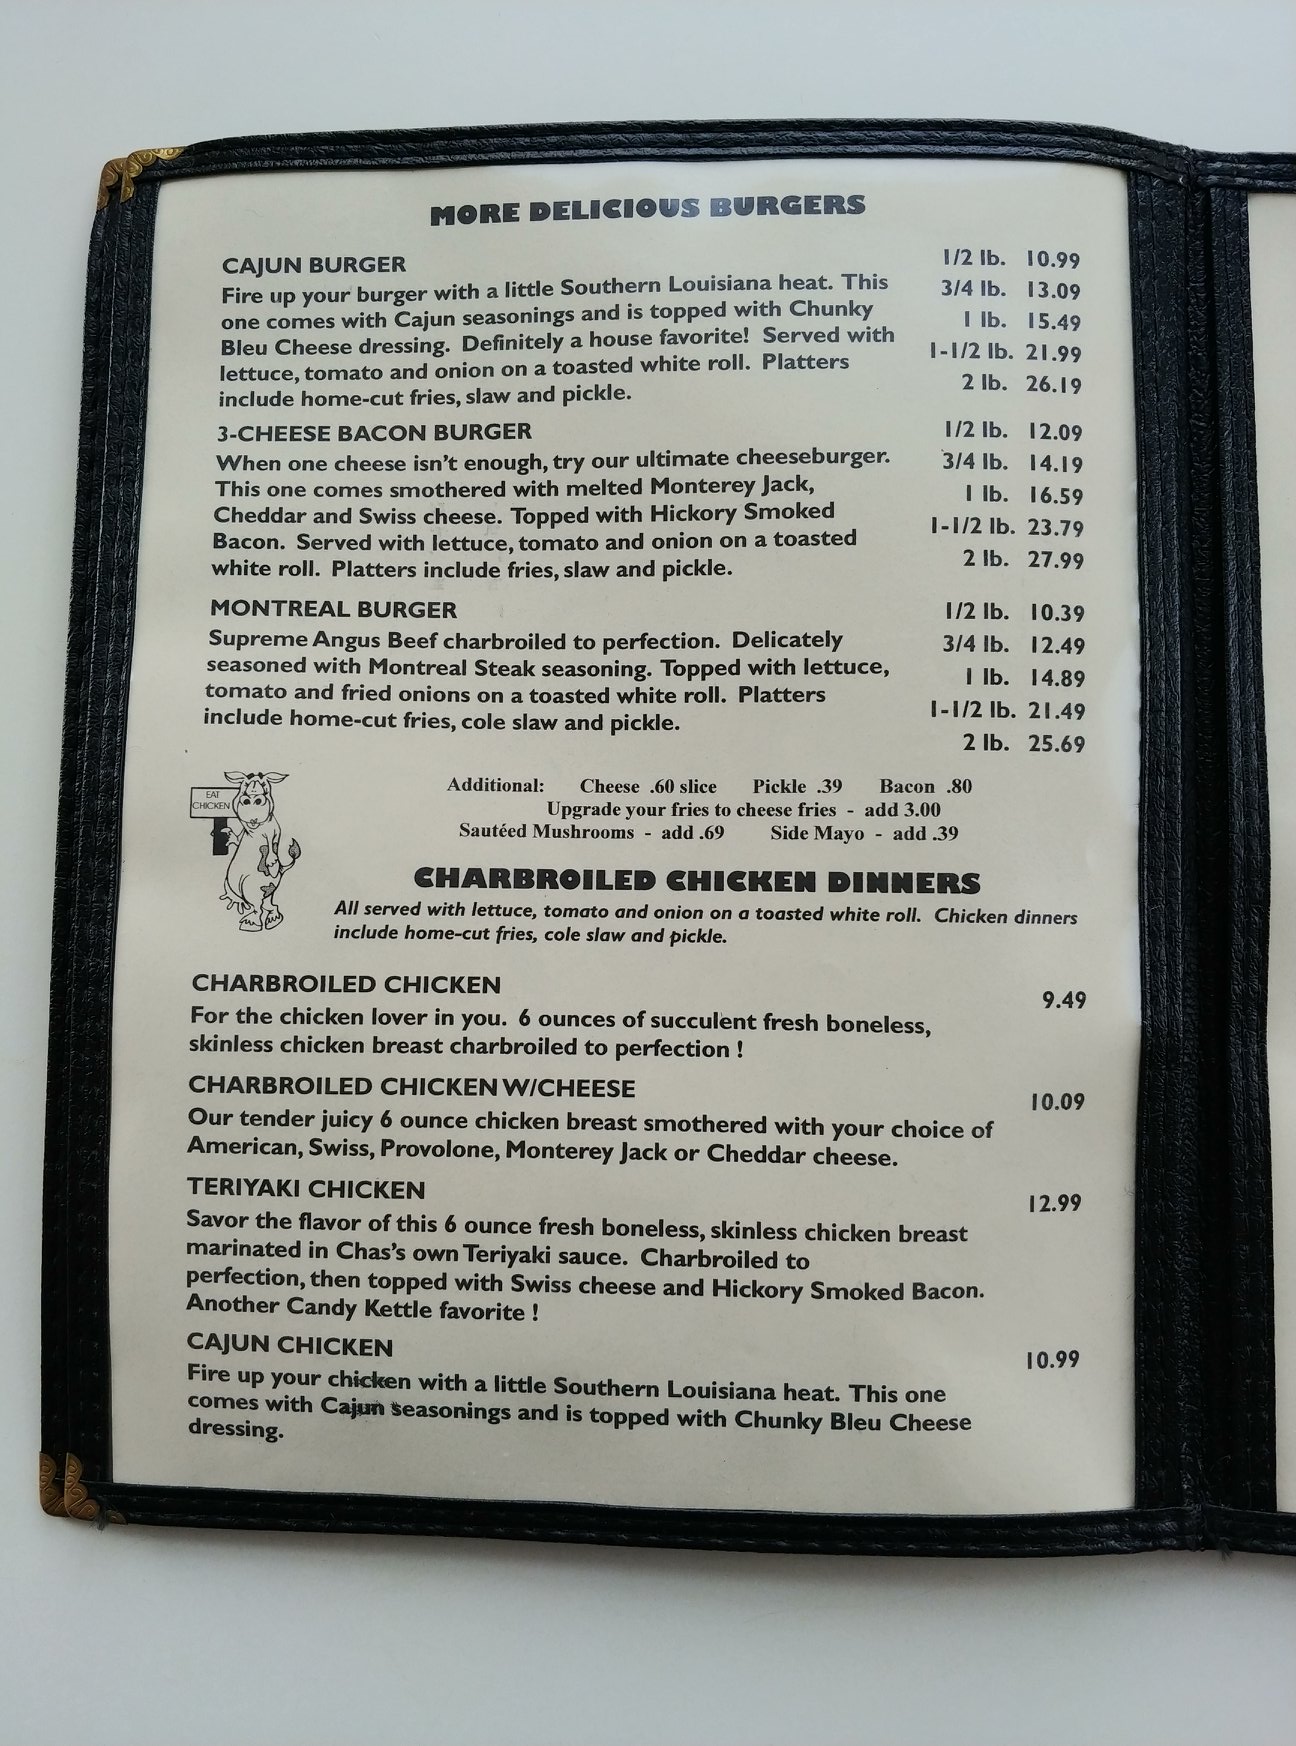 MORE DELICIOUS BURGERS
CAJUN BURGER 1/2 lb. 10.99
Fire up your burger with a little Southern Louisiana heat. This 3/4 lb. 13.09
one comes with Cajun seasonings and is topped with Chunky 1 lb. 15.49
Bleu Cheese dressing. Definitely a house favorite! Served with 1-1/2 lb. 21.99
lettuce, tomato and onion on a toasted white roll. Platters 2 lb. 26.19
include home-cut fries, slaw and pickle.
3-CHEESE BACON BURGER 1/2 lb. 12.09
When one cheese isn't enough, try our ultimate cheeseburger. 3/4 lb. 14.19
This one comes smothered with melted Monterey Jack, 1 lb. 16.59
Cheddar and Swiss cheese. Topped with Hickory Smoked 1-1/2 lb. 23.79
Bacon. Served with lettuce, tomato and onion on a toasted 2 lb. 27.99
white roll. Platters include fries, slaw and pickle.
MONTREAL BURGER 1/2 lb. 10.39
Supreme Angus Beef charbroiled to perfection. Delicately 3/4 lb. 12.49
seasoned with Montreal Steak seasoning. Topped with lettuce, 1 lb. 14.89
tomato and fried onions on a toasted white roll. Platters 1-1/2 lb. 21.49
include home-cut fries, cole slaw and pickle. 2 lb. 25.69
EAT
CHICKEN
Additional: Cheese .60 slice Pickle .39 Bacon .80
Upgrade your fries to cheese fries - add 3.00
Sautéed Mushrooms - add .69 Side Mayo - add .39
CHARBROILED CHICKEN DINNERS
All served with lettuce, tomato and onion on a toasted white roll. Chicken dinners
include home-cut fries, cole slaw and pickle.
CHARBROILED CHICKEN 9.49
For the chicken lover in you. 6 ounces of succulent fresh boneless,
skinless chicken breast charbroiled to perfection !
CHARBROILED CHICKEN W/CHEESE 10.09
Our tender juicy 6 ounce chicken breast smothered with your choice of
American, Swiss, Provolone, Monterey Jack or Cheddar cheese.
TERIYAKI CHICKEN 12.99
Savor the flavor of this 6 ounce fresh boneless, skinless chicken breast
marinated in Chas's own Teriyaki sauce. Charbroiled to
perfection, then topped with Swiss cheese and Hickory Smoked Bacon.
Another Candy Kettle favorite !
CAJUN CHICKEN 10.99
Fire up your chicken with a little Southern Louisiana heat. This one
comes with Cajun seasonings and is topped with Chunky Bleu Cheese
dressing.